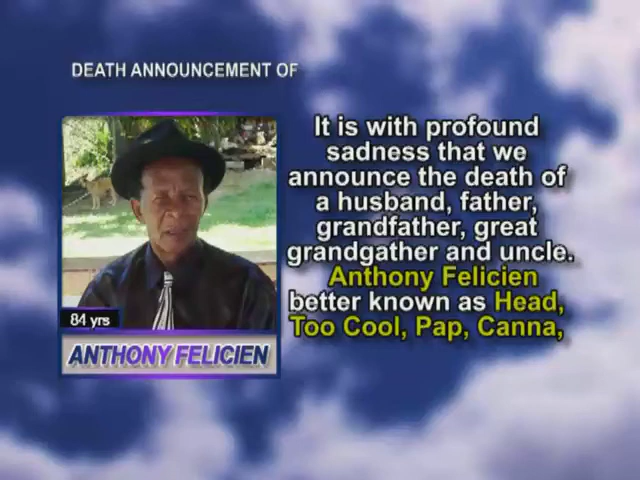 DEATH ANNOUNCEMENT OF
It is with profound
sadness that we
announce the death of
a husband, father,
grandfather, great
grandgather and uncle.
Anthony Felicien
better known as Head,
Too Cool, Pap, Canna,
84 yrs
ANTHONY FELICIEN